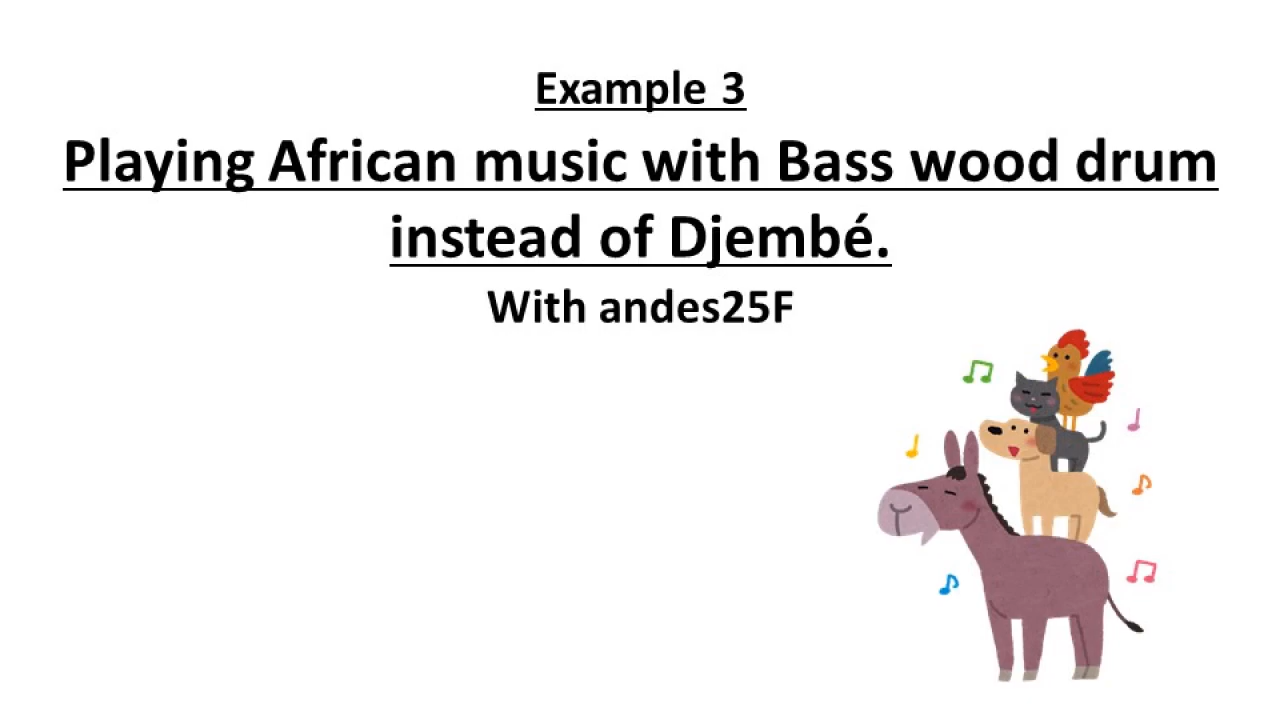 Example 3
Playing African music with Bass wood drum
instead of Djembé.
With andes25F